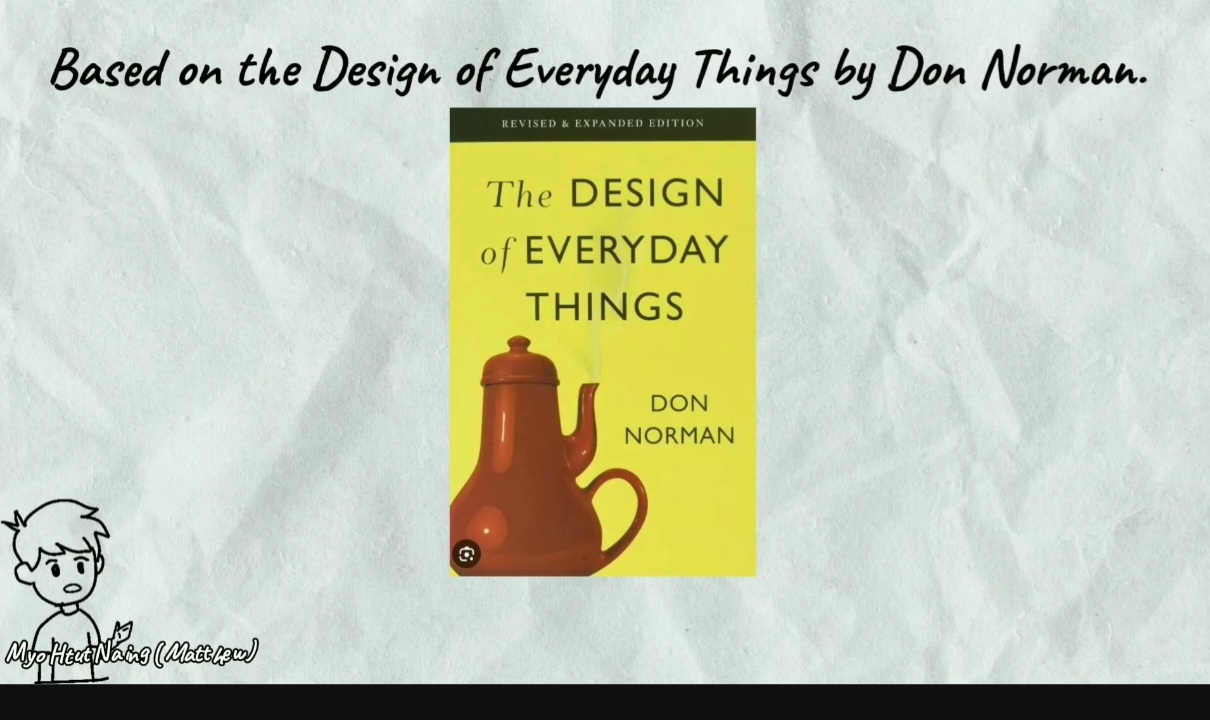 Based on the Design of Everyday Things by Don Norman.
REVISED & EXPANDED EDITION
The DESIGN
of EVERYDAY
THINGS
DON
NORMAN
Myo Htut Naing (Matthew)